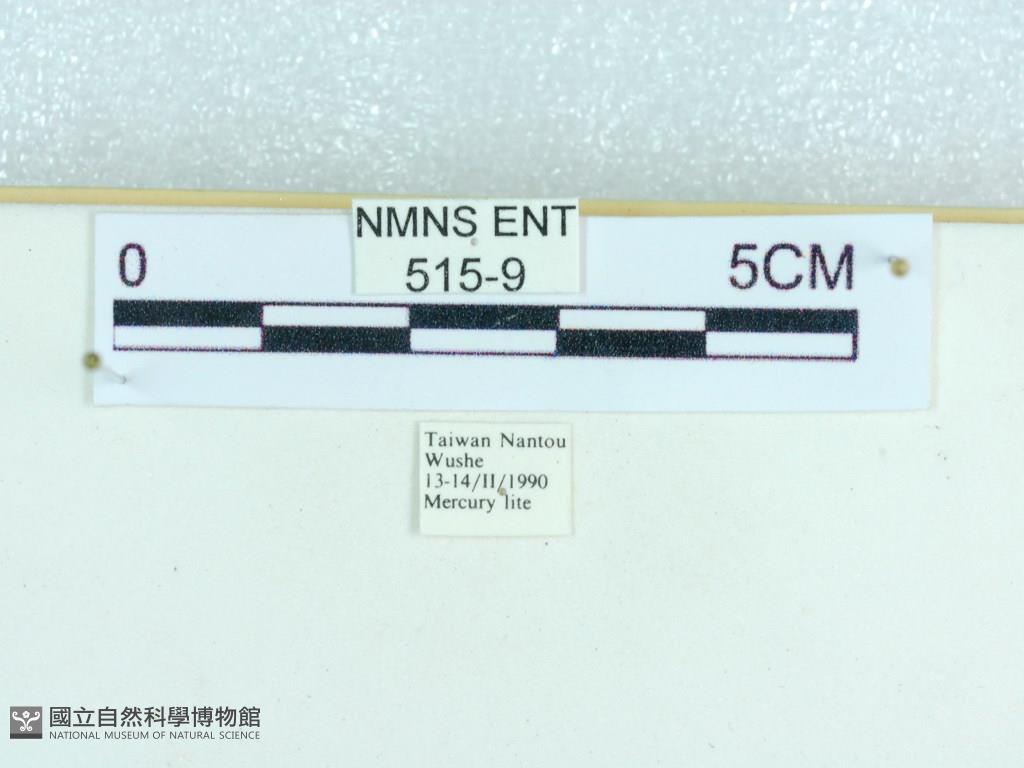 NMNS ENT
515-9
0
5CM
Taiwan Nantou
Wushe
13-14/II/1990
Mercury lite
國立自然科學博物館
NATIONAL MUSEUM OF NATURAL SCIENCE